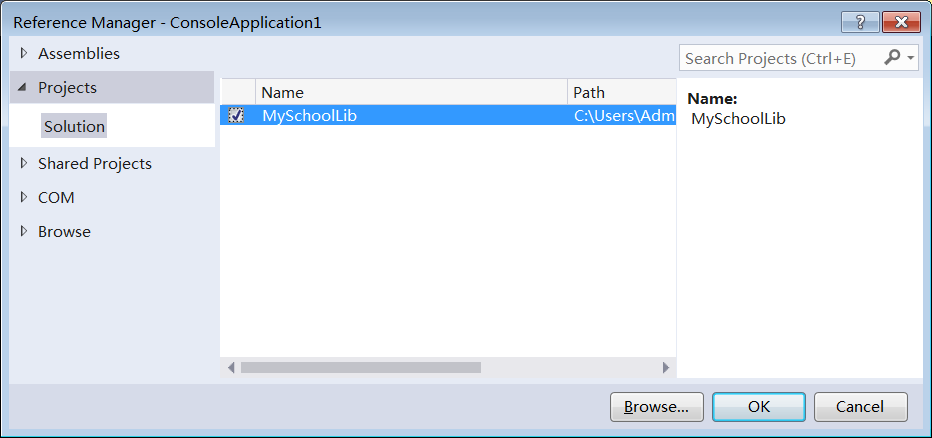 Reference Manager - ConsoleApplication1
?
Assemblies
Projects
Solution
Shared Projects
COM
Browse
Name
Path
MySchoolLib
C:\Users\Adm
Search Projects (Ctrl+E)
Name:
MySchoolLib
Browse...
OK
Cancel